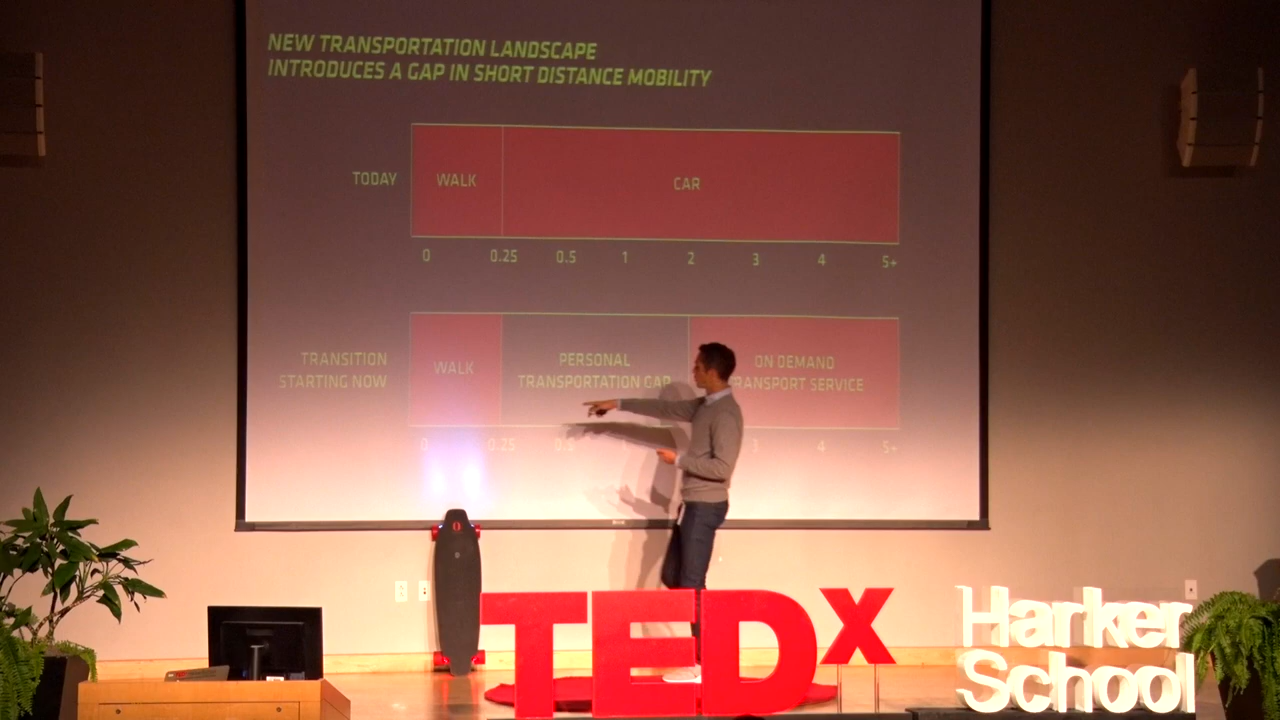 NEW TRANSPORTATION LANDSCAPE
INTRODUCES A GAP IN SHORT DISTANCE MOBILITY
TODAY WALK CAR
0 0.25 0.5 1 2 3 4 5+
TRANSITION
STARTING NOW
WALK
PERSONAL
TRANSPORTATION GAP
ON DEMAND
TRANSPORT SERVICE
0 0.25 0.5 1 3 4 5+
TEDx
Harker
School